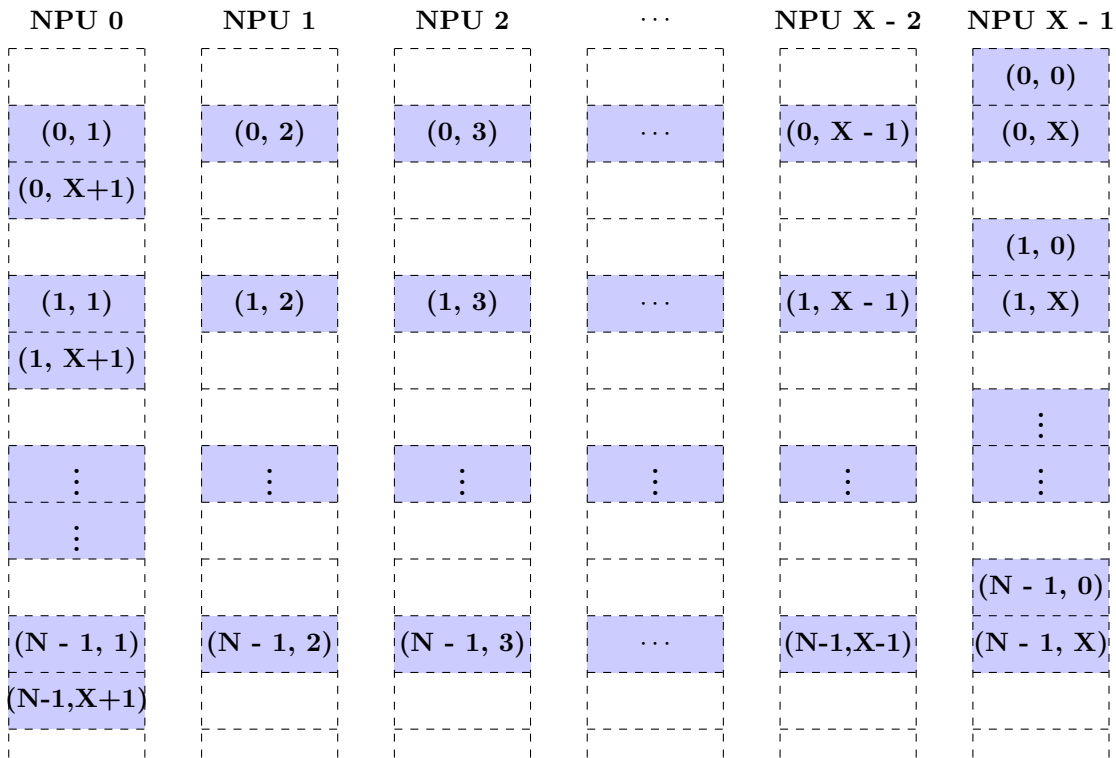 NPU 0 NPU 1 NPU 2 ⋯ NPU X - 2 NPU X - 1
(0, 0)
(0, 1) (0, 2) (0, 3) ⋯ (0, X - 1) (0, X)
(0, X+1)
(1, 0)
(1, 1) (1, 2) (1, 3) ⋯ (1, X - 1) (1, X)
(1, X+1)
⋮
⋮ ⋮ ⋮ ⋮ ⋮ ⋮
⋮
(N - 1, 0)
(N - 1, 1) (N - 1, 2) (N - 1, 3) ⋯ (N-1,X-1) (N - 1, X)
(N-1,X+1)